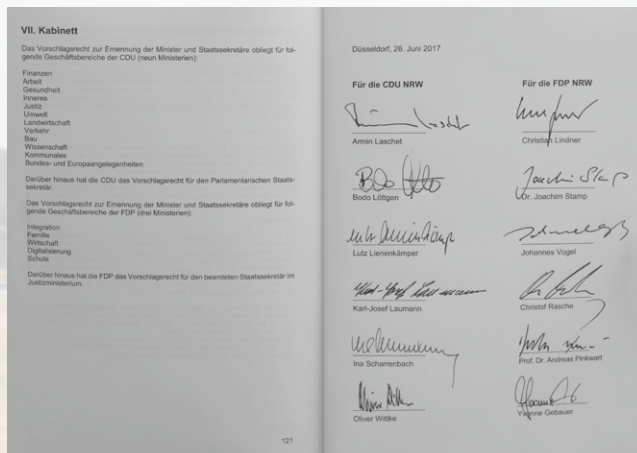 VII. Kabinett
Das Vorschlagsrecht zur Ernennung der Minister und Staatssekretäre obliegt für fol-
gende Geschäftsbereiche der CDU (neun Ministerien):
Finanzen
Arbeit
Gesundheit
Inneres
Justiz
Umwelt
Landwirtschaft
Verkehr
Bau
Wissenschaft
Kommunales
Bundes- und Europaangelegenheiten
Darüber hinaus hat die CDU das Vorschlagsrecht für den Parlamentarischen Staats-
sekretär.
Das Vorschlagsrecht zur Ernennung der Minister und Staatssekretäre obliegt für fol-
gende Geschäftsbereiche der FDP (drei Ministerien):
Integration
Familie
Wirtschaft
Digitalisierung
Schule
Darüber hinaus hat die FDP das Vorschlagsrecht für den beamteten Staatssekretär im
Justizministerium.
121
Düsseldorf, 26. Juni 2017
Für die CDU NRW
Armin Laschet
Bodo Löttgen
Lutz Lienenkämper
Karl-Josef Laumann
Ina Scharrenbach
Oliver Wittke
Für die FDP NRW
Christian Lindner
Dr. Joachim Stamp
Johannes Vogel
Christof Rasche
Prof. Dr. Andreas Pinkwart
Yvonne Gebauer